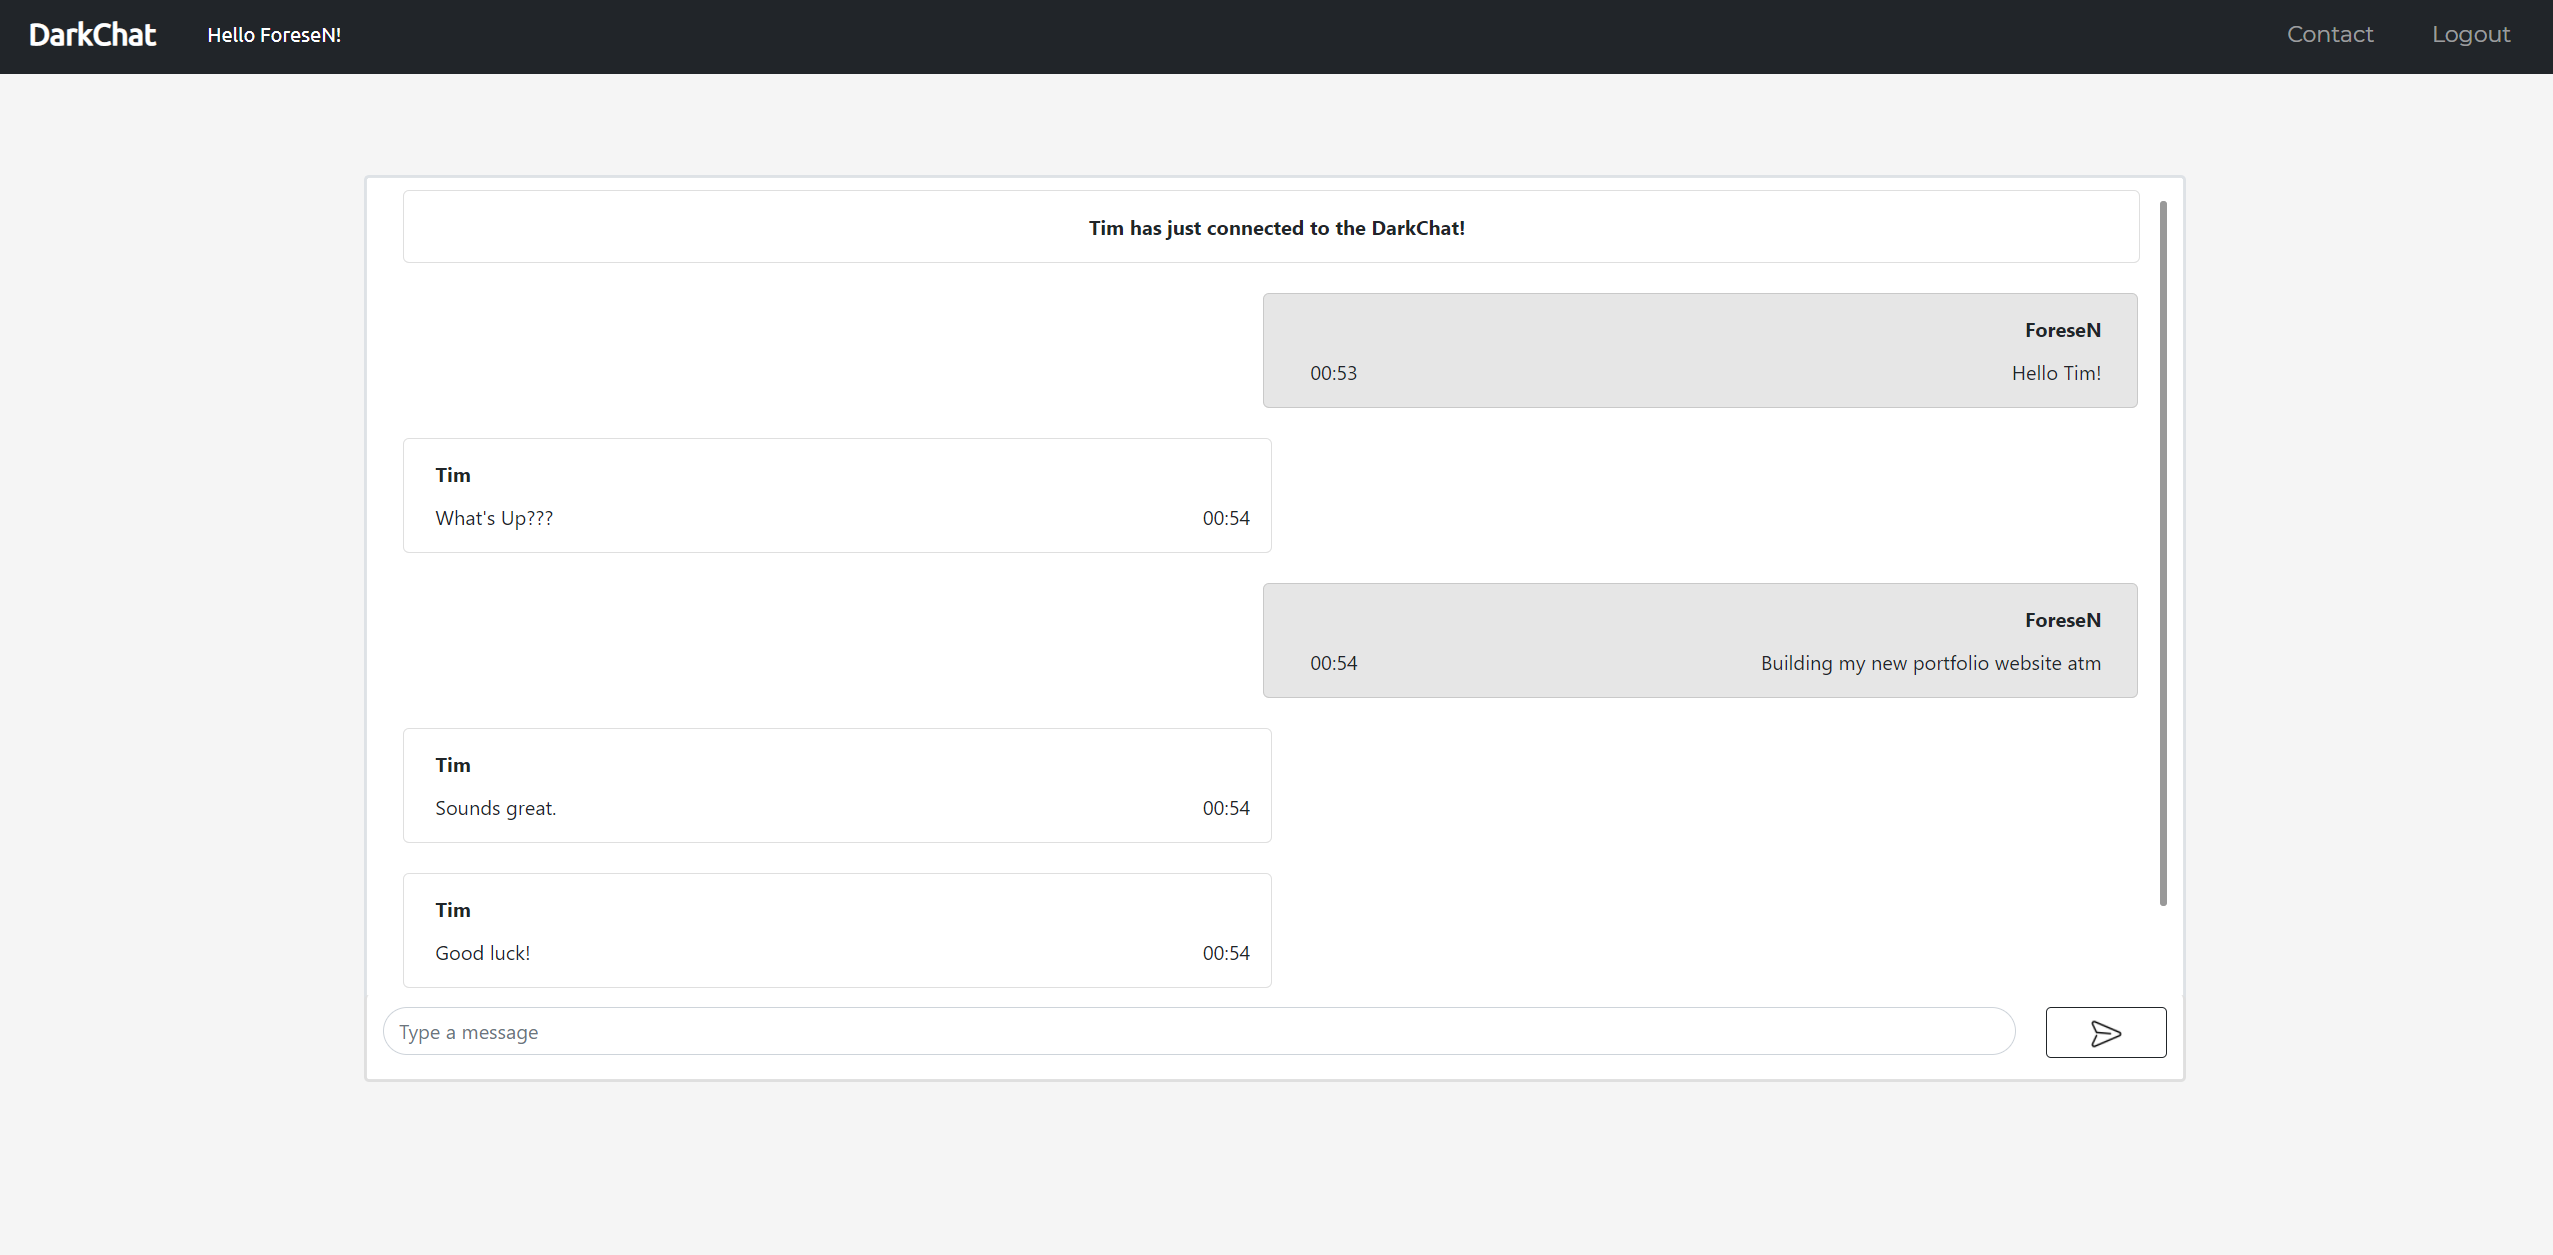 DarkChat Hello ForeseN! Contact Logout
Tim has just connected to the DarkChat!
ForeseN
00:53 Hello Tim!
Tim
What's Up??? 00:54
ForeseN
00:54 Building my new portfolio website atm
Tim
Sounds great. 00:54
Tim
Good luck! 00:54
Type a message